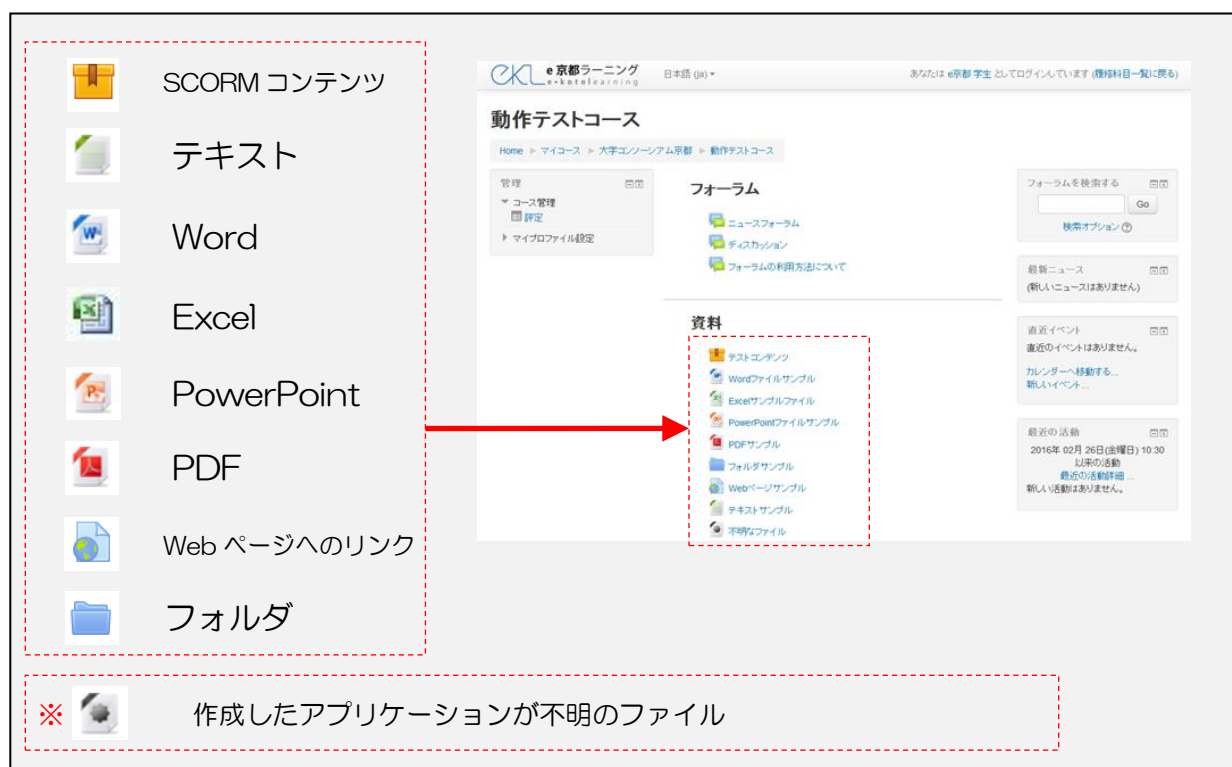 SCORM コンテンツ
テキスト
Word
Excel
PowerPoint
PDF
Web ページへのリンク
フォルダ
※ 作成したアプリケーションが不明のファイル
e京都ラーニング
e-kotolearning
日本語 (ja)
あなたは e京都 学生 としてログインしています (履修科目一覧に戻る)
動作テストコース
Home ▶ マイコース ▶ 大学コンソーシアム京都 ▶ 動作テストコース
管理
コース管理
評定
マイプロファイル設定
フォーラム
ニュースフォーラム
ディスカッション
フォーラムの利用方法について
資料
テストコンテンツ
Wordファイルサンプル
Excelサンプルファイル
PowerPointファイルサンプル
PDFサンプル
フォルダサンプル
Webページサンプル
テキストサンプル
不明なファイル
フォーラムを検索する
Go
検索オプション
最新ニュース
(新しいニュースはありません)
直近イベント
直近のイベントはありません。
カレンダーへ移動する...
新しいイベント...
最近の活動
2016年 02月 26日(金曜日) 10:30
以来の活動
最近の活動詳細 ...
新しい活動はありません。